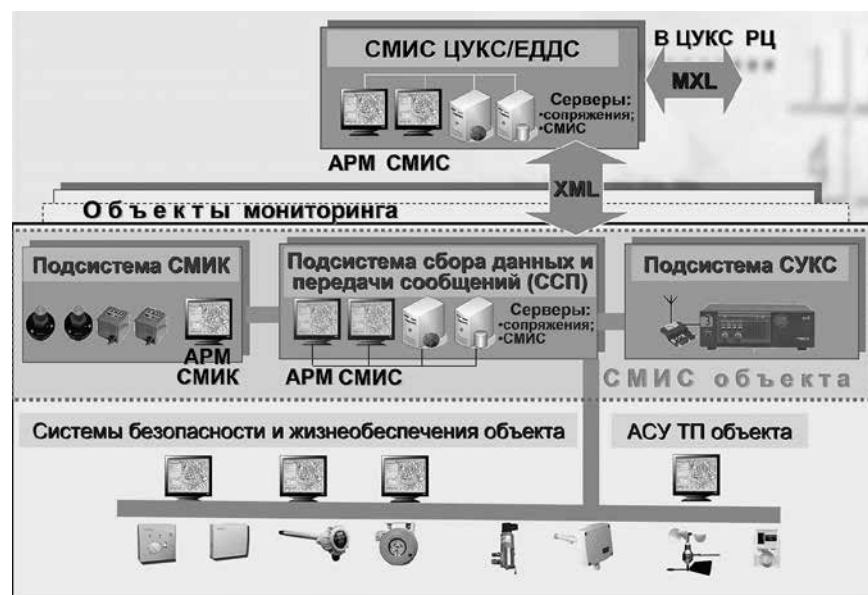 СМИС ЦУКС/ЕДДС
В ЦУКС РЦ
MXL
Серверы:
•сопряжения;
•СМИС
АРМ СМИС
XML
Объекты мониторинга
Подсистема СМИК
Подсистема сбора данных и
передачи сообщений (ССП)
Подсистема СУКС
Серверы:
•сопряжения;
•СМИС
АРМ
СМИК
АРМ СМИС
СМИС объекта
Системы безопасности и жизнеобеспечения объекта
АСУ ТП объекта